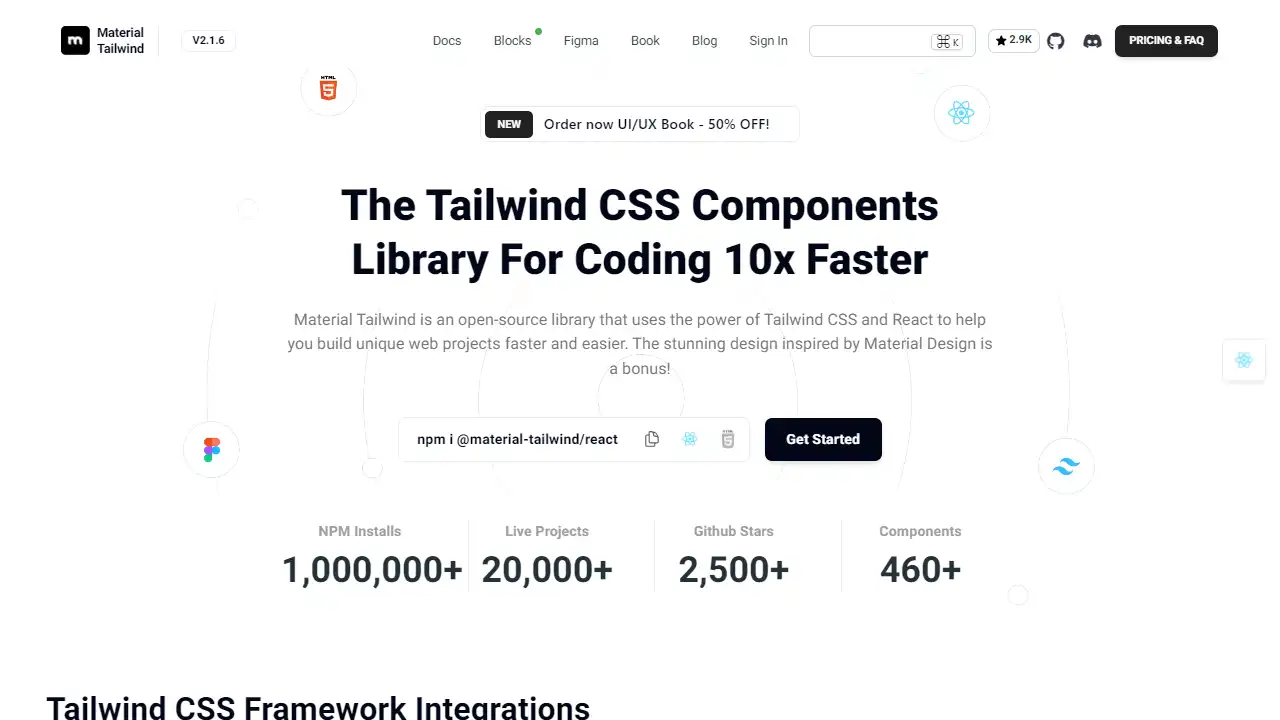 Material
Tailwind
V2.1.6
Docs
Blocks
Figma
Book
Blog
Sign In
⌘ K
2.9K
PRICING & FAQ
HTML
5
NEW
Order now UI/UX Book - 50% OFF!
The Tailwind CSS Components
Library For Coding 10x Faster
Material Tailwind is an open-source library that uses the power of Tailwind CSS and React to help
you build unique web projects faster and easier. The stunning design inspired by Material Design is
a bonus!
npm i @material-tailwind/react
HTML
5
Get Started
NPM Installs
1,000,000+
Live Projects
20,000+
Github Stars
2,500+
Components
460+
Tailwind CSS Framework Integrations